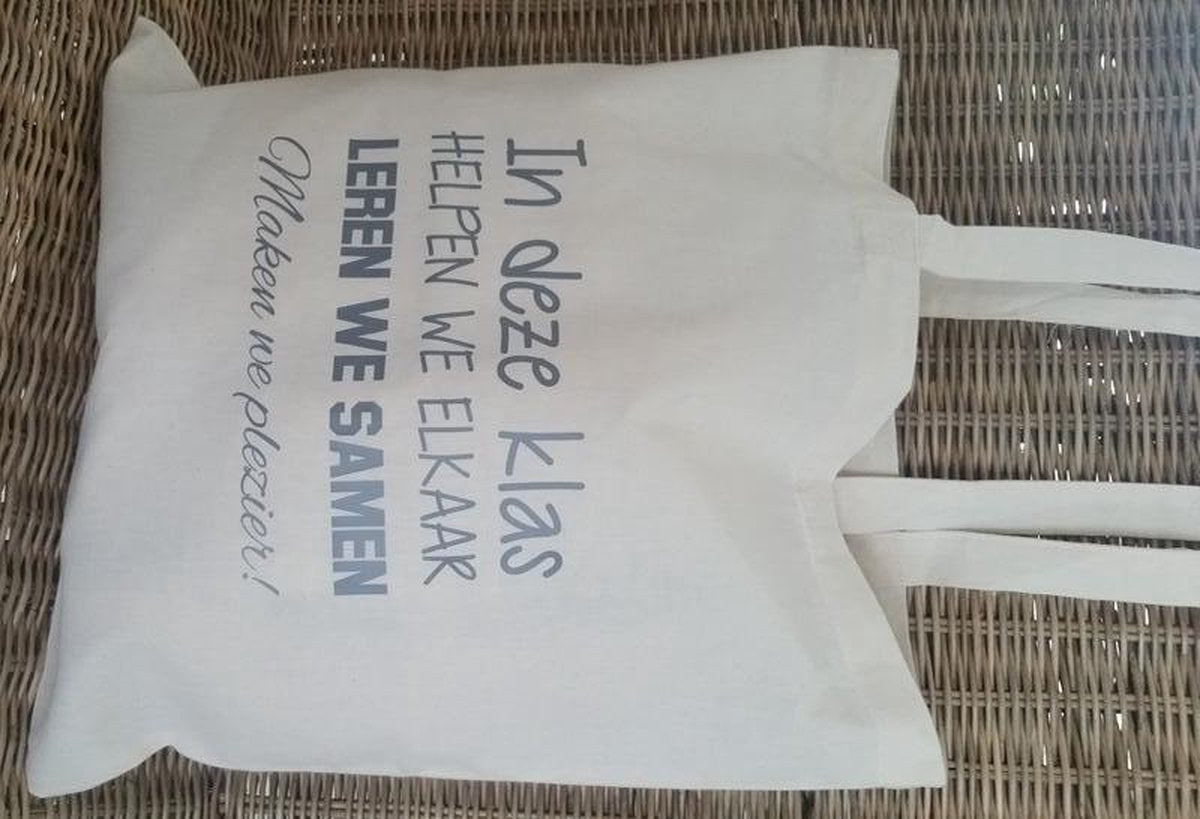 In deze klas
HELPEN WE ELKAAR
LEREN WE SAMEN
Maken we plezier!